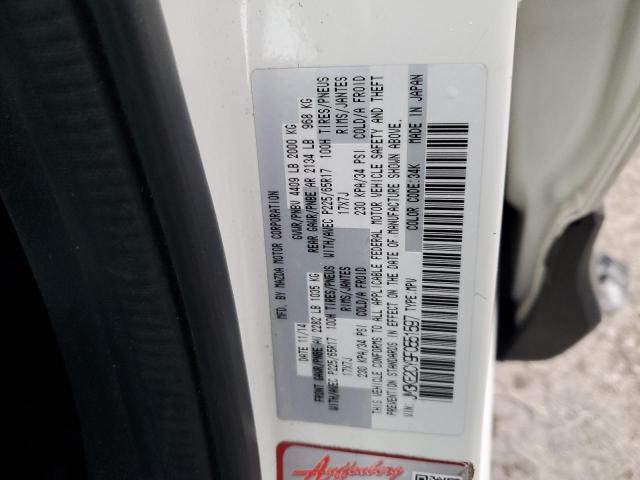 MFD. BY MAZDA MOTOR CORPORATION
DATE 11/14 GVWR/PNBV 4409 LB 2000 KG
FRONT GAWR/PNBE AV 2282 LB 1035 KG REAR GAWR/PNBE AR 2134 LB 968 KG
WITH/AVEC P225/65R17 100H TIRES/PNEUS WITH/AVEC P225/65R17 100H TIRES/PNEUS
17X7J RIMS/JANTES 17X7J RIMS/JANTES
230 KPA/34 PSI COLD/A FROID 230 KPA/34 PSI COLD/A FROID
THIS VEHICLE CONFORMS TO ALL APPLICABLE FEDERAL MOTOR VEHICLE SAFETY AND THEFT
PREVENTION STANDARDS IN EFFECT ON THE DATE OF MANUFACTURE SHOWN ABOVE.
TYPE:MPV COLOR CODE:34K MADE IN JAPAN
Auffenberg